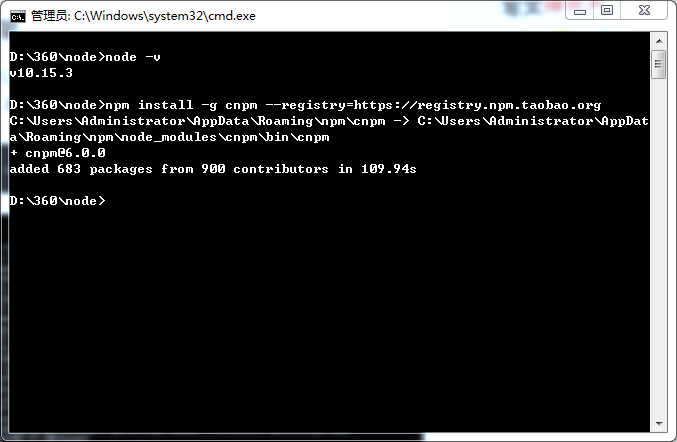 管理员: C:\Windows\system32\cmd.exe
D:\360\node>node -v
v10.15.3
D:\360\node>npm install -g cnpm --registry=https://registry.npm.taobao.org
C:\Users\Administrator\AppData\Roaming\npm\cnpm -> C:\Users\Administrator\AppDat
a\Roaming\npm\node_modules\cnpm\bin\cnpm
+ cnpm@6.0.0
added 683 packages from 900 contributors in 109.94s
D:\360\node>